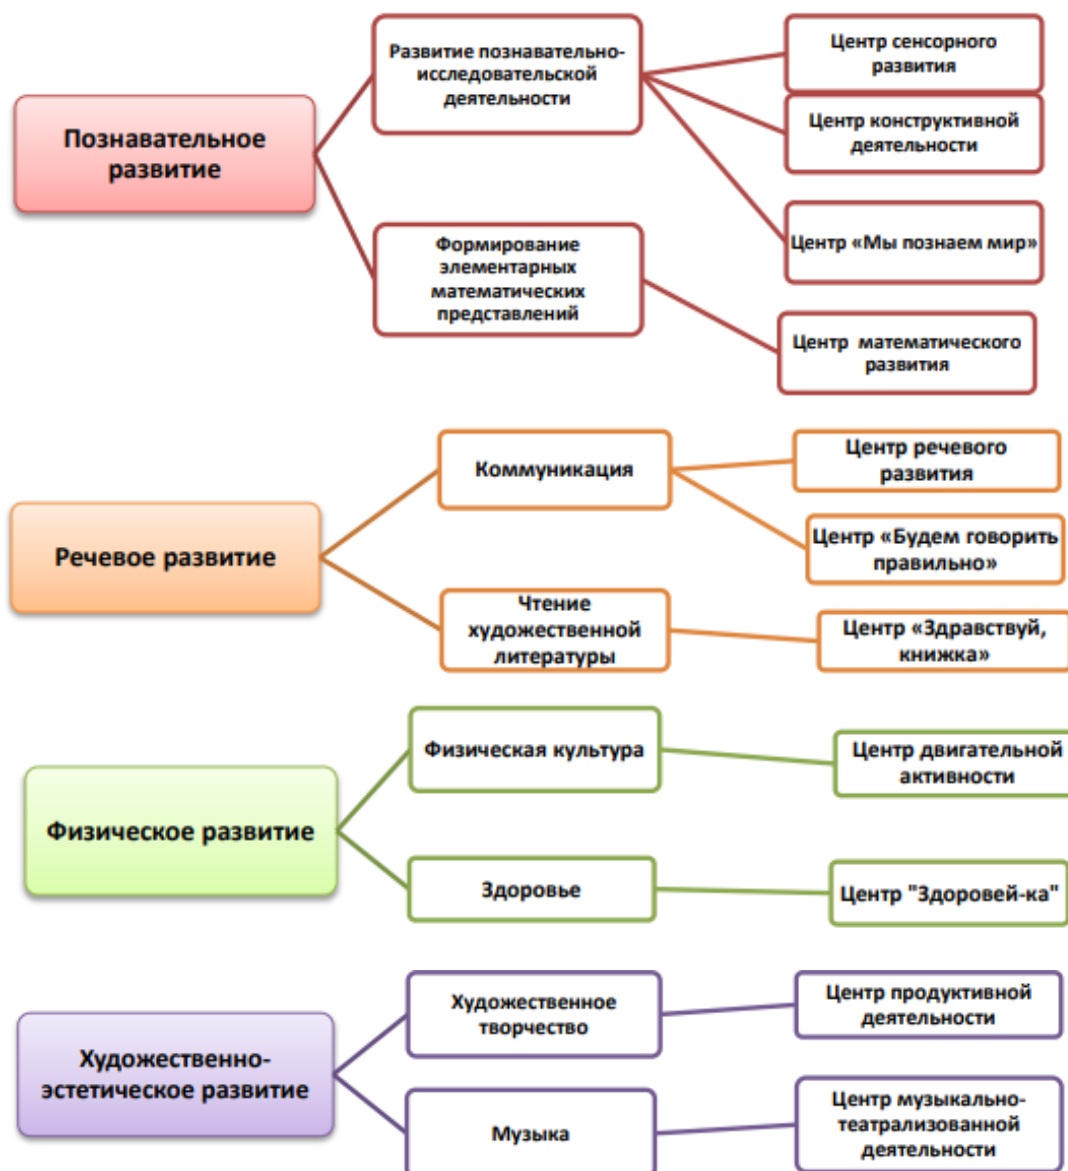 Познавательное
развитие
Развитие познавательно-
исследовательской
деятельности
Центр сенсорного
развития
Центр конструктивной
деятельности
Центр «Мы познаем мир»
Формирование
элементарных
математических
представлений
Центр математического
развития
Речевое развитие
Коммуникация
Центр речевого
развития
Центр «Будем говорить
правильно»
Чтение
художественной
литературы
Центр «Здравствуй,
книжка»
Физическое развитие
Физическая культура
Центр двигательной
активности
Здоровье
Центр "Здоровей-ка"
Художественно-
эстетическое развитие
Художественное
творчество
Центр продуктивной
деятельности
Музыка
Центр музыкально-
театрализованной
деятельности